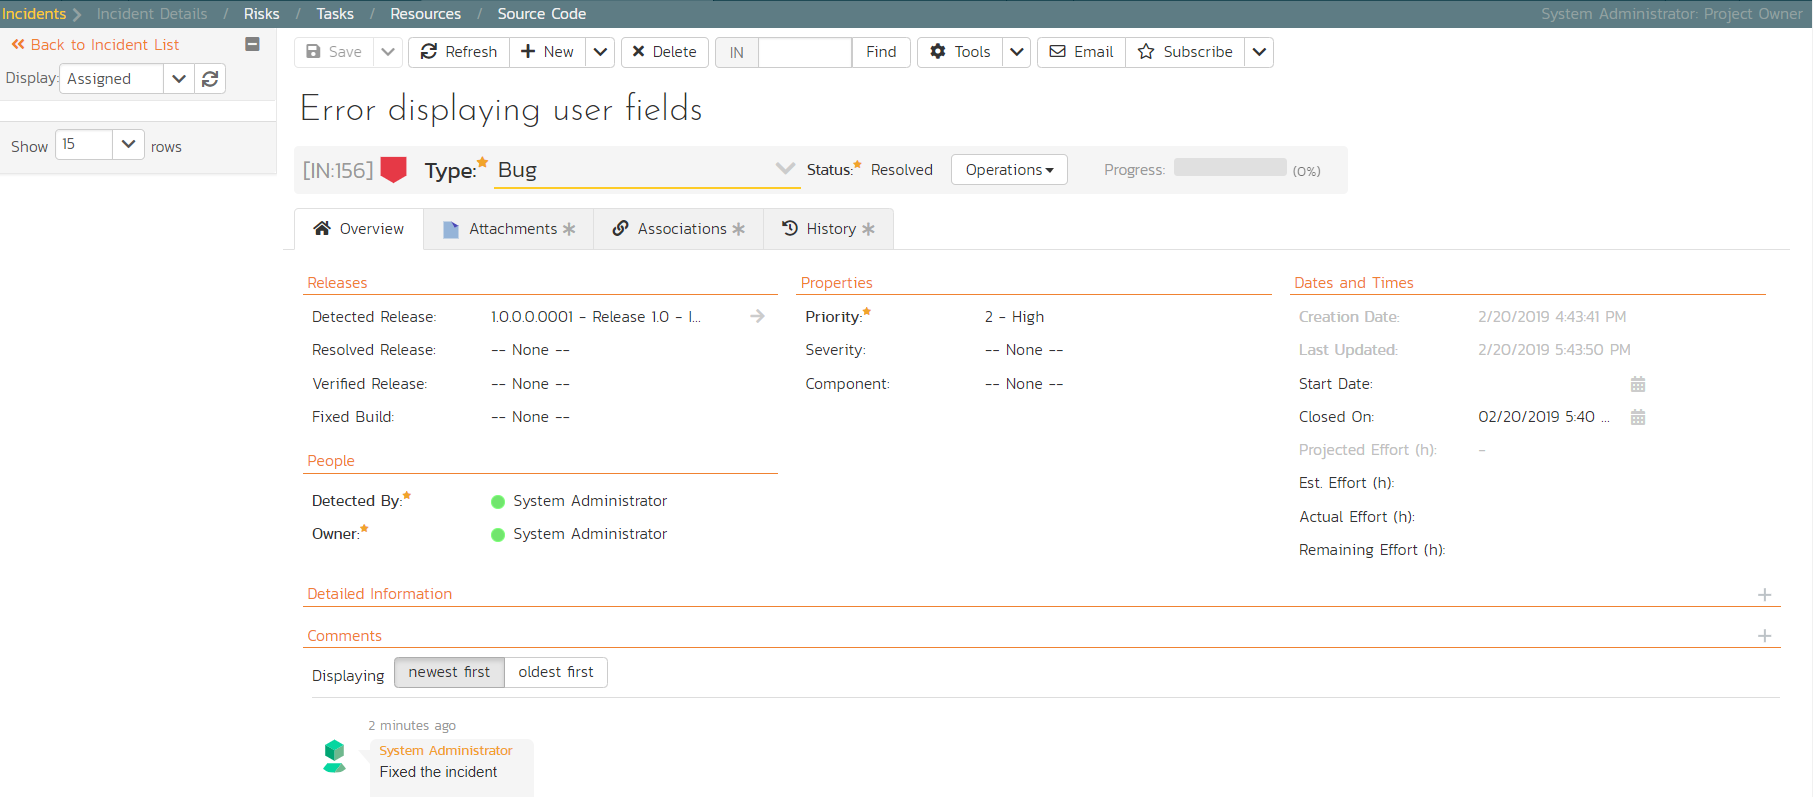 Incidents Incident Details / Risks / Tasks / Resources / Source Code System Administrator: Project Owner
Back to Incident List
Display: Assigned
Show 15 rows
Save Refresh New Delete IN Find Tools Email Subscribe
Error displaying user fields
[IN:156] Type: Bug Status: Resolved Operations Progress: (0%)
Overview Attachments Associations History
Releases
Detected Release: 1.0.0.0.0001 - Release 1.0 - I...
Resolved Release: -- None --
Verified Release: -- None --
Fixed Build: -- None --
People
Detected By: System Administrator
Owner: System Administrator
Properties
Priority: 2 - High
Severity: -- None --
Component: -- None --
Dates and Times
Creation Date: 2/20/2019 4:43:41 PM
Last Updated: 2/20/2019 5:43:50 PM
Start Date:
Closed On: 02/20/2019 5:40 ...
Projected Effort (h): -
Est. Effort (h):
Actual Effort (h):
Remaining Effort (h):
Detailed Information
Comments
Displaying newest first oldest first
2 minutes ago
System Administrator
Fixed the incident